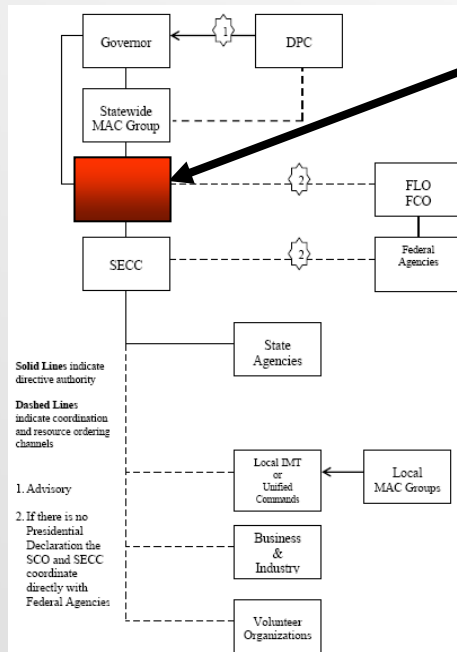 Governor
1
DPC
Statewide
MAC Group
2
FLO
FCO
SECC
2
Federal
Agencies
State
Agencies
Solid Lines indicate
directive authority
Dashed Lines
indicate coordination
and resource ordering
channels
Local IMT
or
Unified
Commands
Local
MAC Groups
1. Advisory
2. If there is no
Presidential
Declaration the
SCO and SECC
coordinate
directly with
Federal Agencies
Business
&
Industry
Volunteer
Organizations